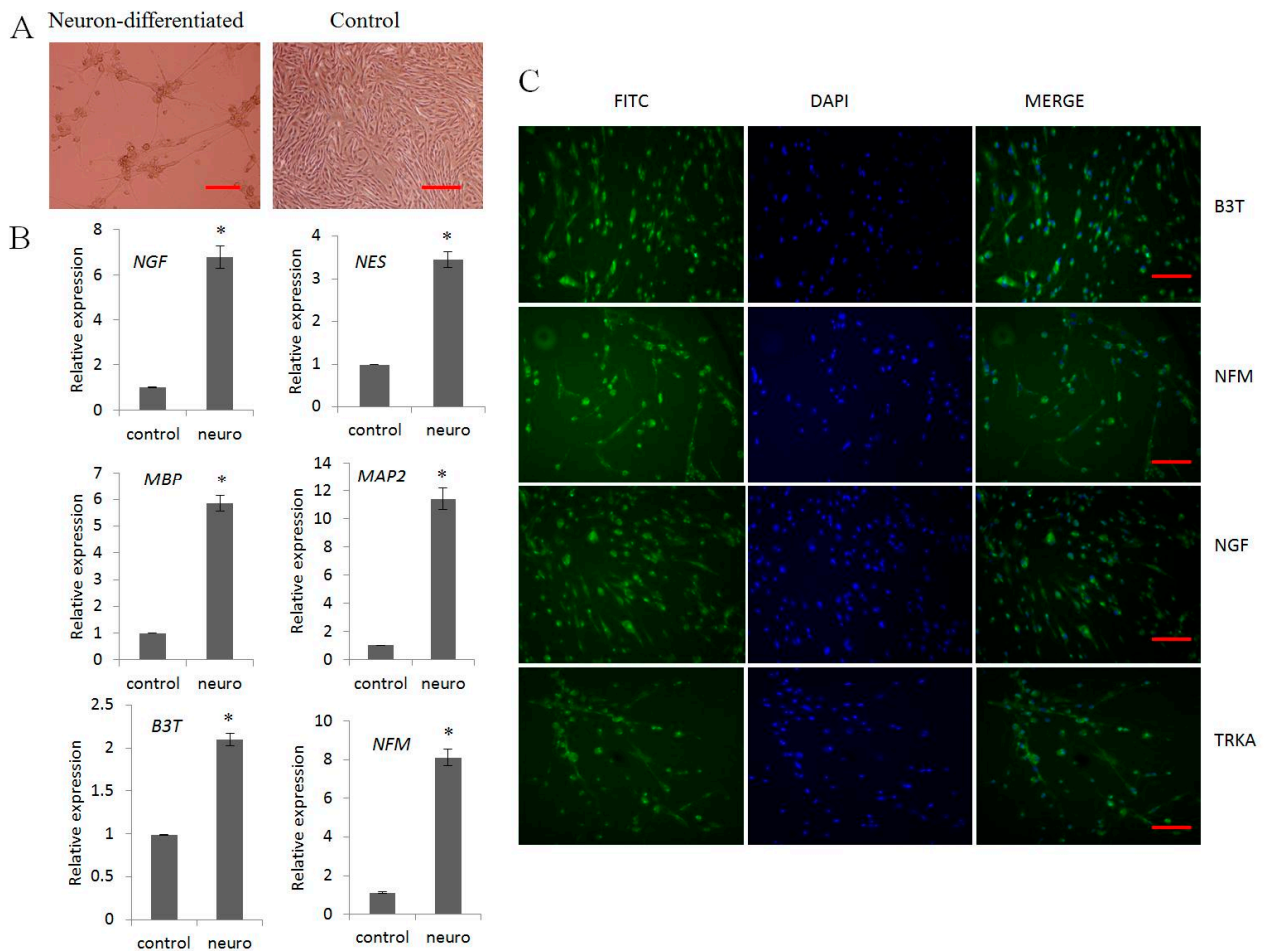 A
Neuron-differentiated
Control
B
NGF
Relative expression
8
6
4
2
0
*
control
neuro
NES
Relative expression
4
3
2
1
0
*
control
neuro
MBP
Relative expression
7
6
5
4
3
2
1
0
*
control
neuro
MAP2
Relative expression
14
12
10
8
6
4
2
0
*
control
neuro
B3T
Relative expression
2.5
2
1.5
1
0.5
0
*
control
neuro
NFM
Relative expression
10
8
6
4
2
0
*
control
neuro
C
FITC
DAPI
MERGE
B3T
NFM
NGF
TRKA